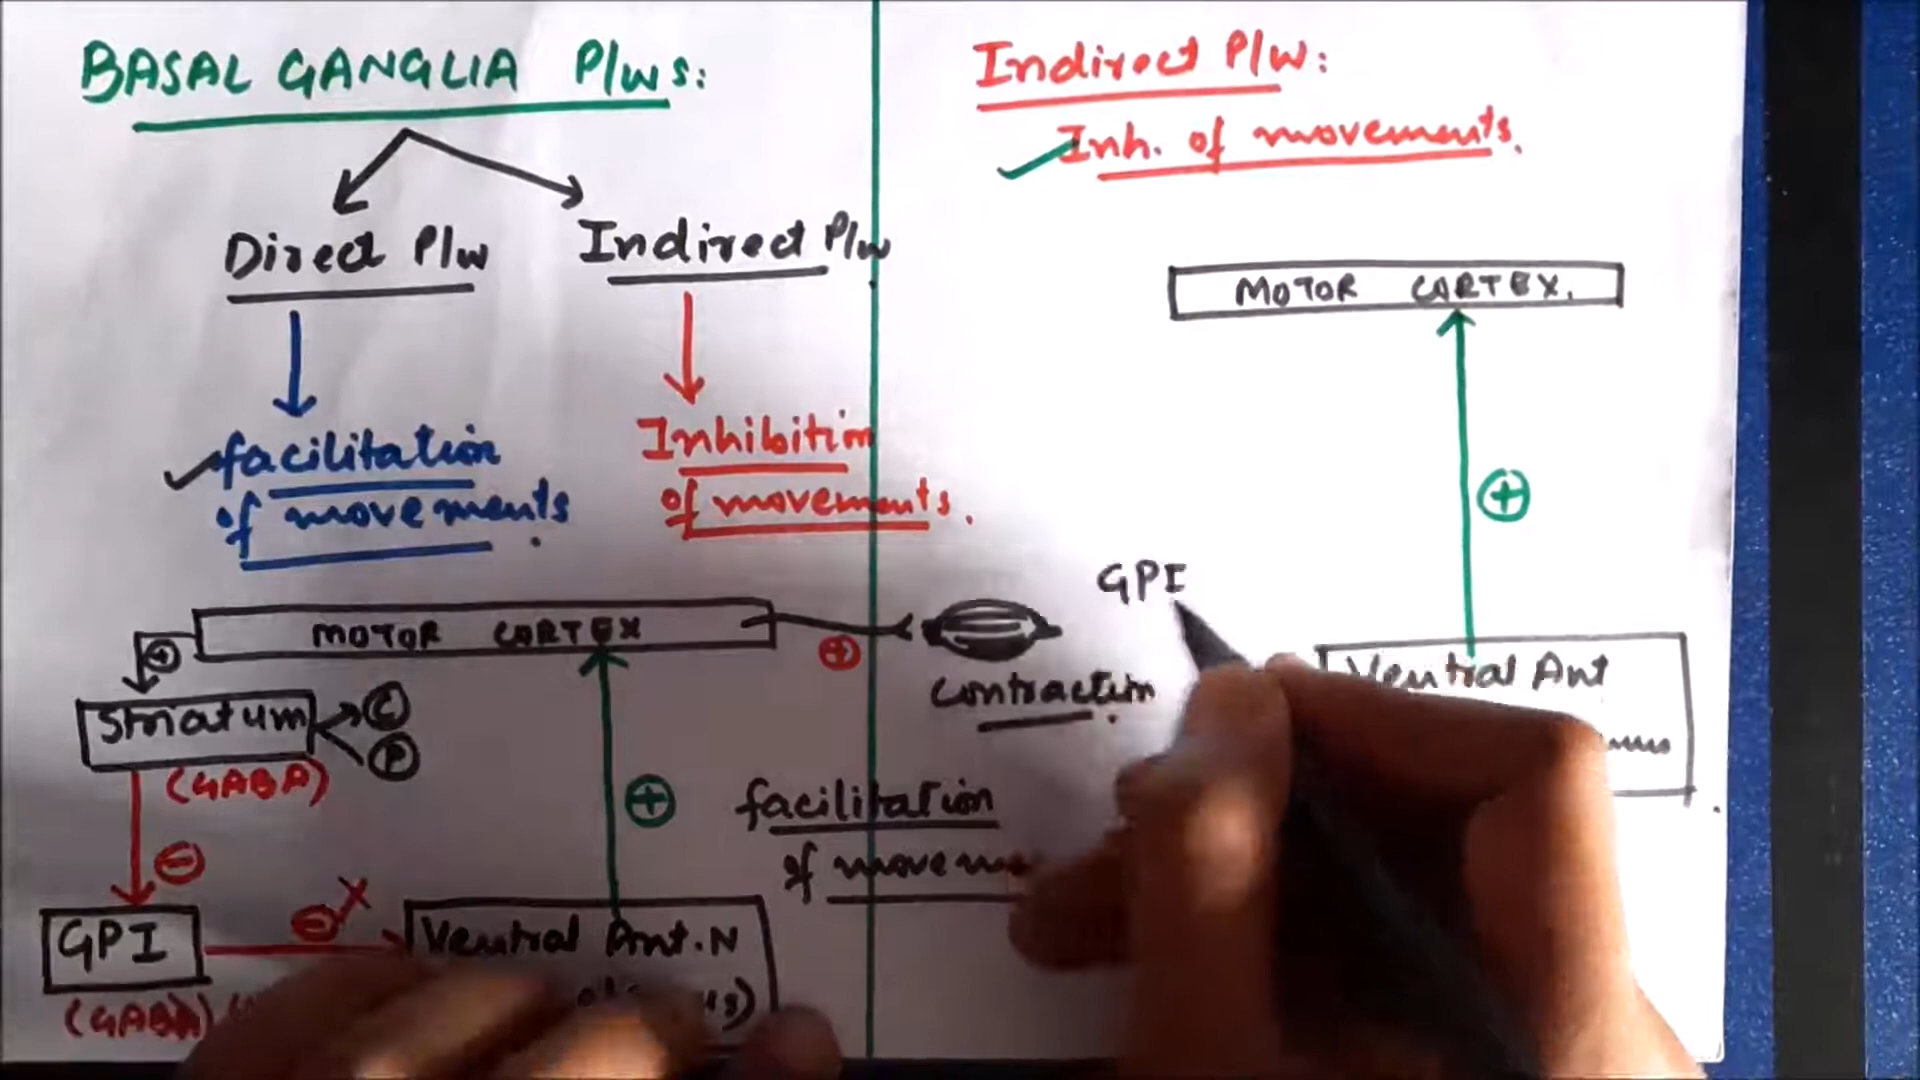 BASAL GANGLIA P/ws:
Direct P/w
Indirect P/w
facilitation
of movements.
Inhibition
of movements.
MOTOR CORTEX
+
+
Striatum
C
P
(GABA)
-
GPI
(GABA)
- X
Ventral Ant. N
+
contraction
facilitation
of movem
Indirect P/w:
Inh. of movements.
MOTOR CORTEX.
+
GPI
Ventral Ant